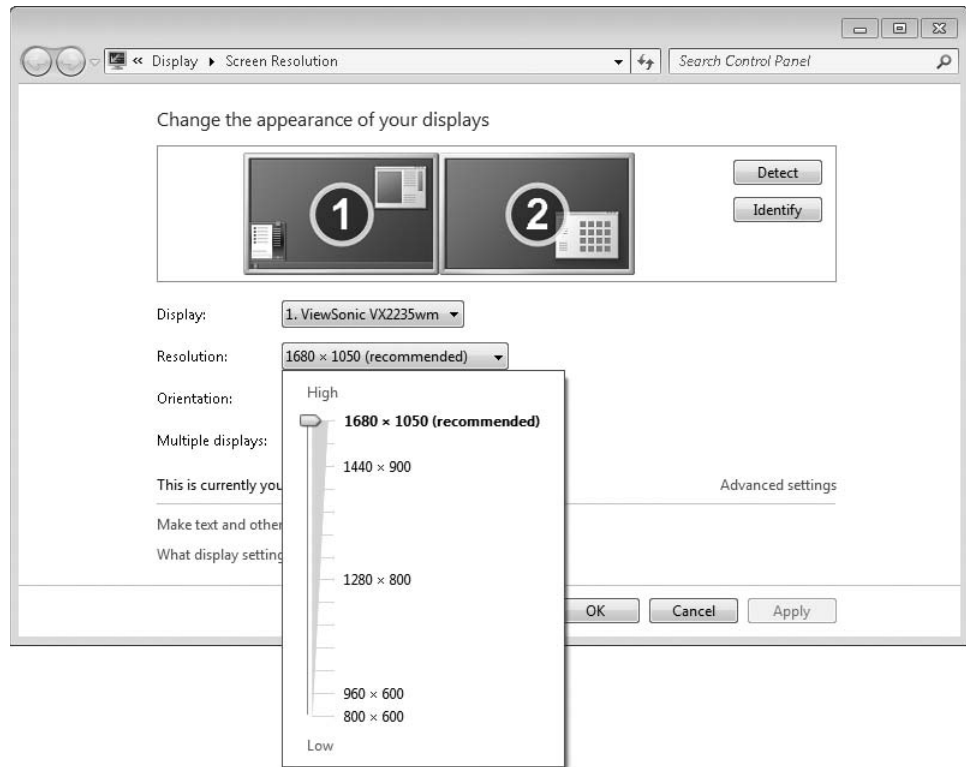 « Display ▸ Screen Resolution
Search Control Panel
Change the appearance of your displays
1
2
Detect
Identify
Display:
1. ViewSonic VX2235wm
Resolution:
1680 × 1050 (recommended)
Orientation:
Multiple displays:
This is currently you
Advanced settings
Make text and other
What display setting
High
1680 × 1050 (recommended)
1440 × 900
1280 × 800
960 × 600
800 × 600
Low
OK
Cancel
Apply